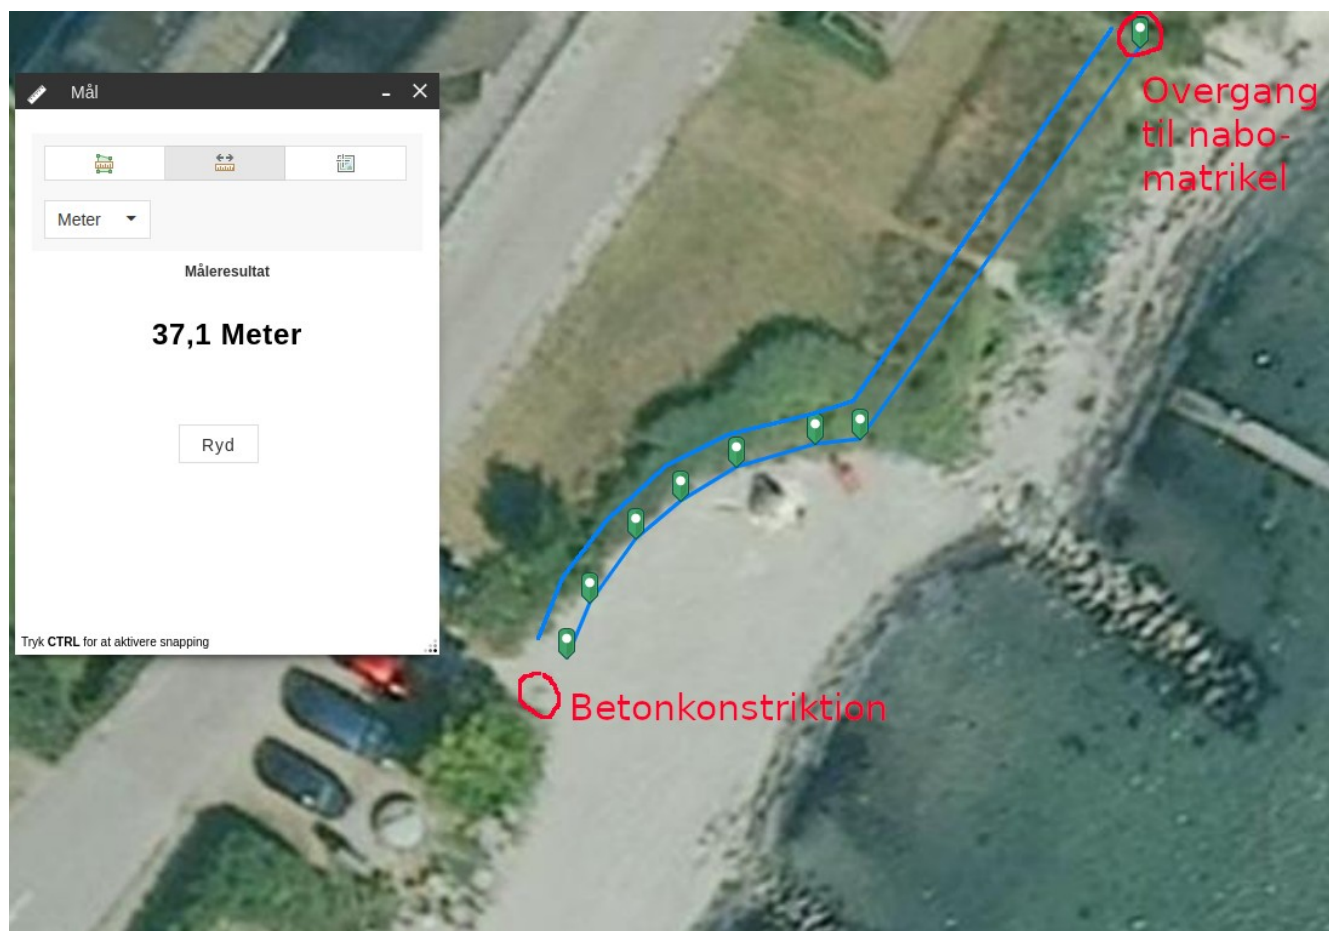 Mål
Meter
Måleresultat
37,1 Meter
Ryd
Tryk CTRL for at aktivere snapping
Overgang
til nabo-
matrikel
Betonkonstriktion